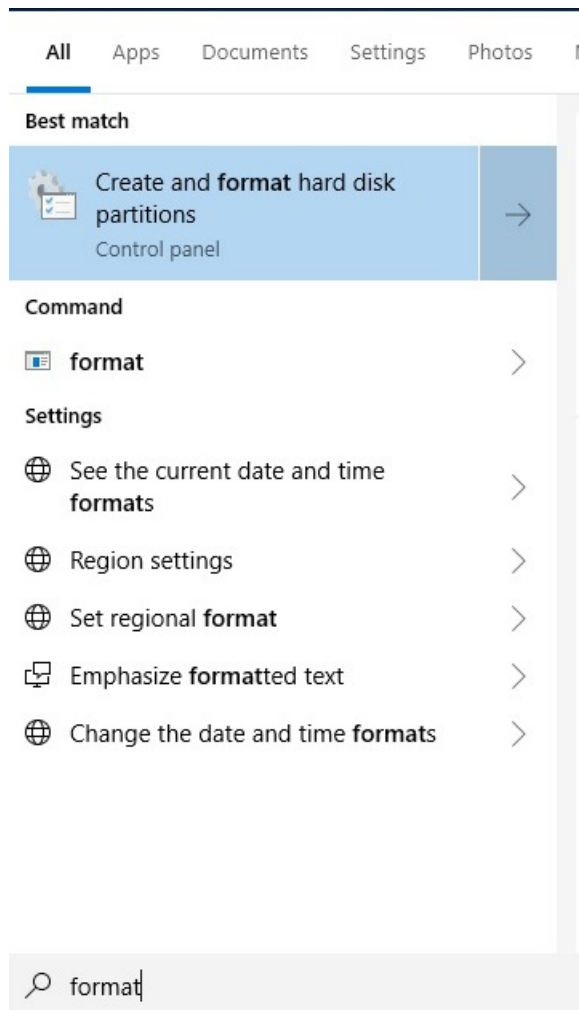 All Apps Documents Settings Photos
Best match
Create and format hard disk
partitions
Control panel
Command
format
Settings
See the current date and time
formats
Region settings
Set regional format
Emphasize formatted text
Change the date and time formats
format